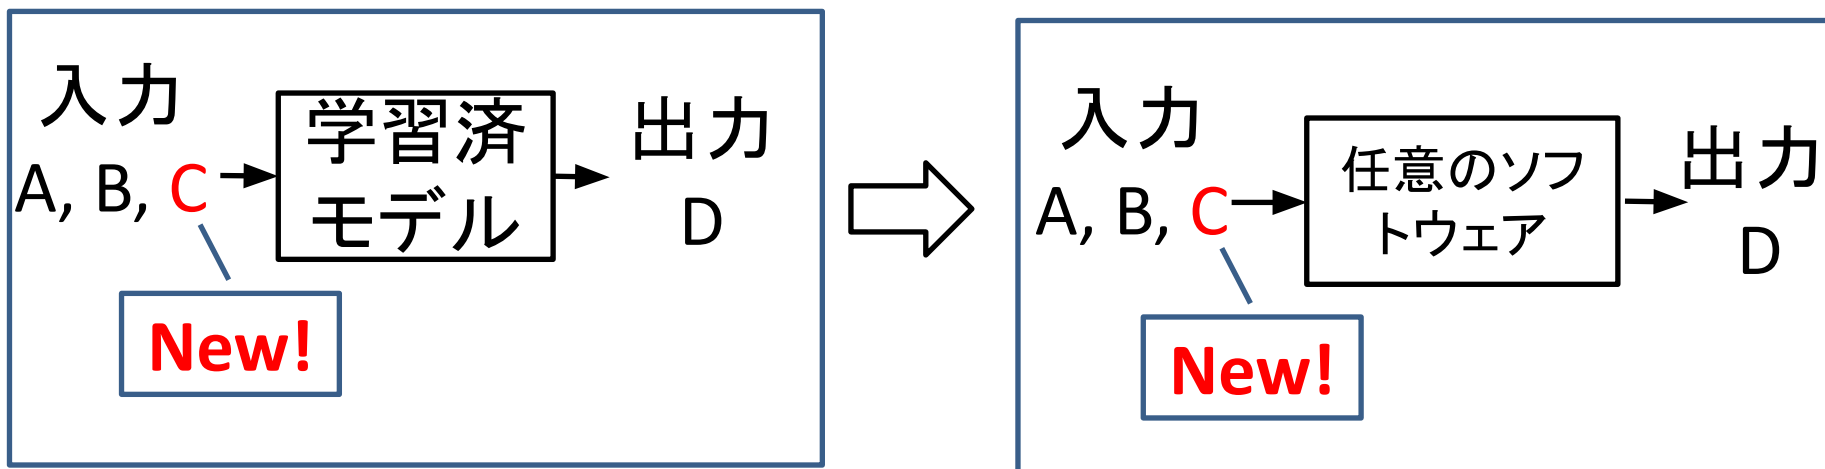 入力
A, B, C
学習済
モデル
出力
D
New!
入力
A, B, C
任意のソフ
トウェア
出力
D
New!